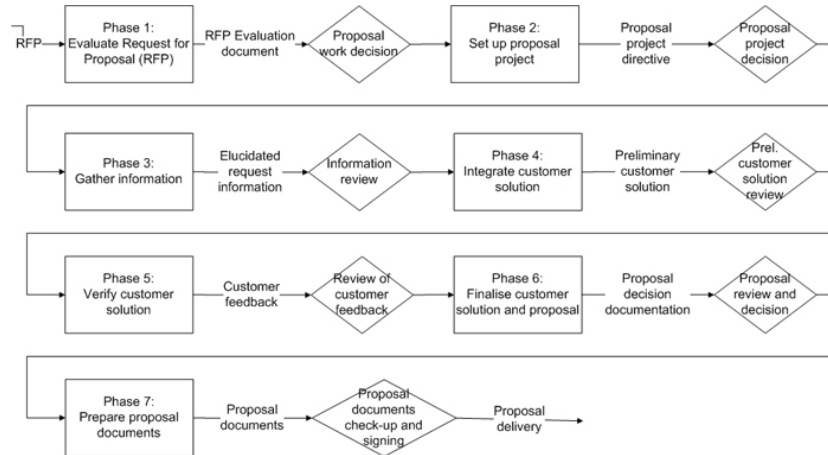 RFP
Phase 1:
Evaluate Request for
Proposal (RFP)
RFP Evaluation
document
Proposal
work decision
Phase 2:
Set up proposal
project
Proposal
project
directive
Proposal
project
decision
Phase 3:
Gather information
Elucidated
request
information
Information
review
Phase 4:
Integrate customer
solution
Preliminary
customer
solution
Prel.
customer
solution
review
Phase 5:
Verify customer
solution
Customer
feedback
Review of
customer
feedback
Phase 6:
Finalise customer
solution and proposal
Proposal
decision
documentation
Proposal
review and
decision
Phase 7:
Prepare proposal
documents
Proposal
documents
Proposal
documents
check-up and
signing
Proposal
delivery